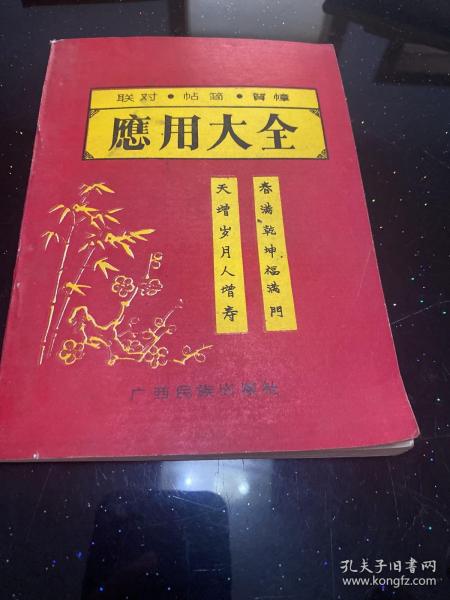 联对·帖简·賀幛
應用大全
春满乾坤福满門
天增岁月人增寿
广西民族出版社
孔夫子旧书网
www.kongfz.com